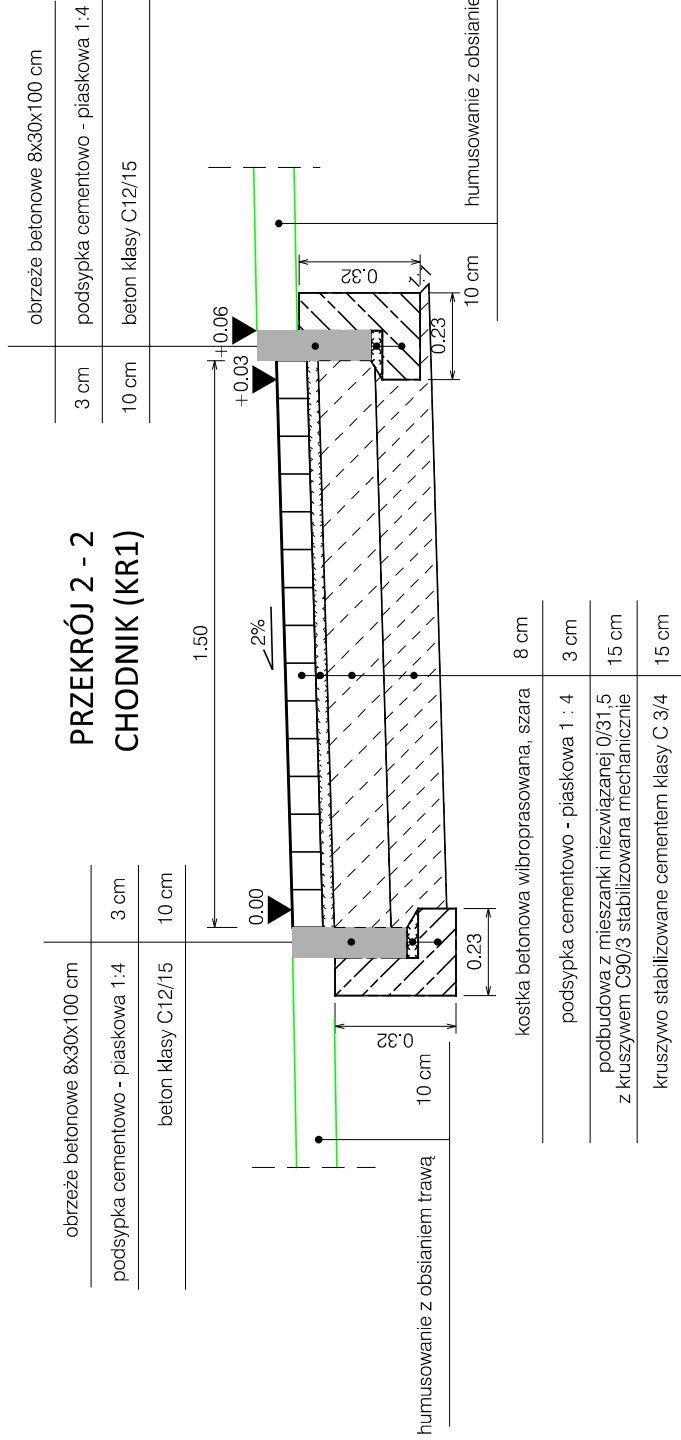 obrzeże betonowe 8x30x100 cm
podsypka cementowo - piaskowa 1:4
3 cm
beton klasy C12/15
10 cm
PRZEKRÓJ 2 - 2
CHODNIK (KR1)
obrzeże betonowe 8x30x100 cm
3 cm
podsypka cementowo - piaskowa 1:4
10 cm
beton klasy C12/15
1.50
2%
0.00
+0.03
+0.06
0.32
0.23
0.32
0.23
1:1
humusowanie z obsianiem trawą
10 cm
10 cm
humusowanie z obsianie
kostka betonowa wibroprasowana, szara
8 cm
podsypka cementowo - piaskowa 1 : 4
3 cm
podbudowa z mieszanki niezwiązanej 0/31,5
z kruszywem C90/3 stabilizowana mechanicznie
15 cm
kruszywo stabilizowane cementem klasy C 3/4
15 cm